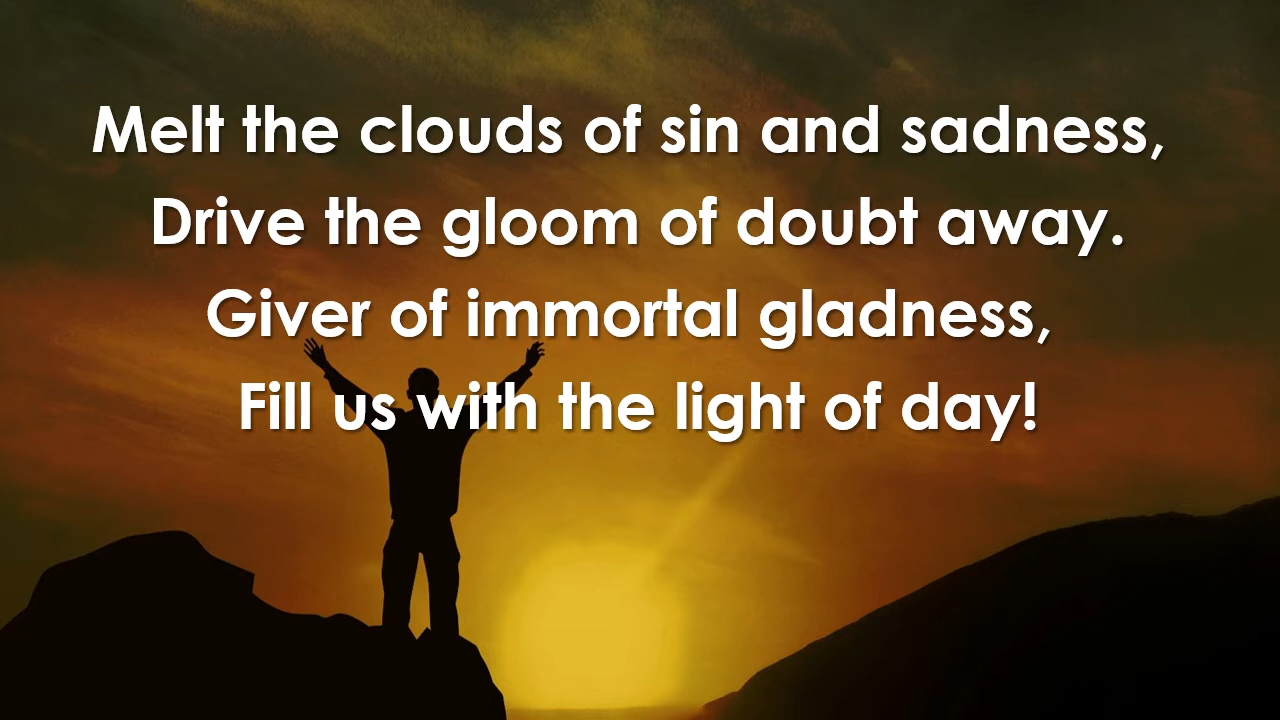 Melt the clouds of sin and sadness,
Drive the gloom of doubt away.
Giver of immortal gladness,
Fill us with the light of day!